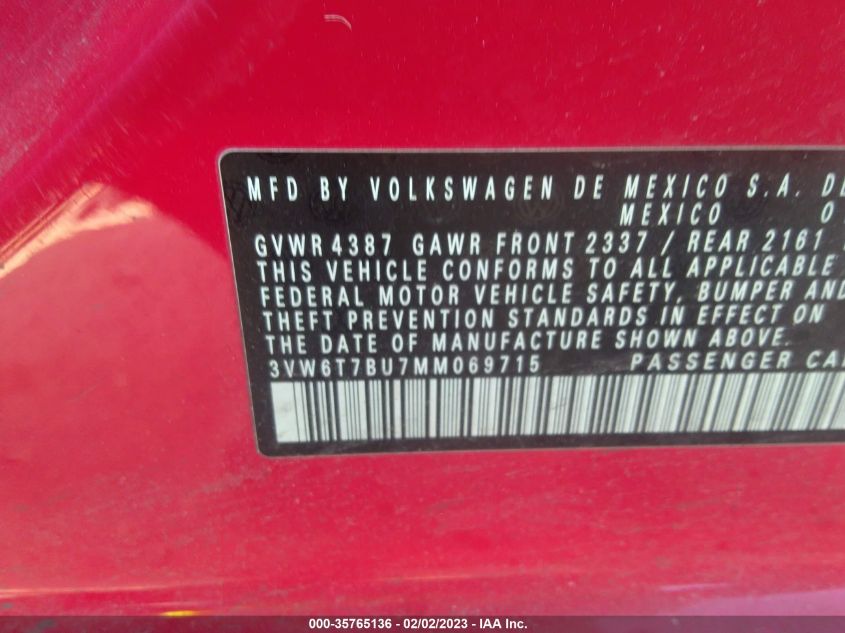 MFD BY VOLKSWAGEN DE MEXICO S.A. DE
MEXICO
GVWR 4387 GAWR FRONT 2337 / REAR 2161
THIS VEHICLE CONFORMS TO ALL APPLICABLE
FEDERAL MOTOR VEHICLE SAFETY, BUMPER AND
THEFT PREVENTION STANDARDS IN EFFECT ON
THE DATE OF MANUFACTURE SHOWN ABOVE.
3VW6T7BU7MM069715 PASSENGER CA
000-35765136 - 02/02/2023 - IAA Inc.